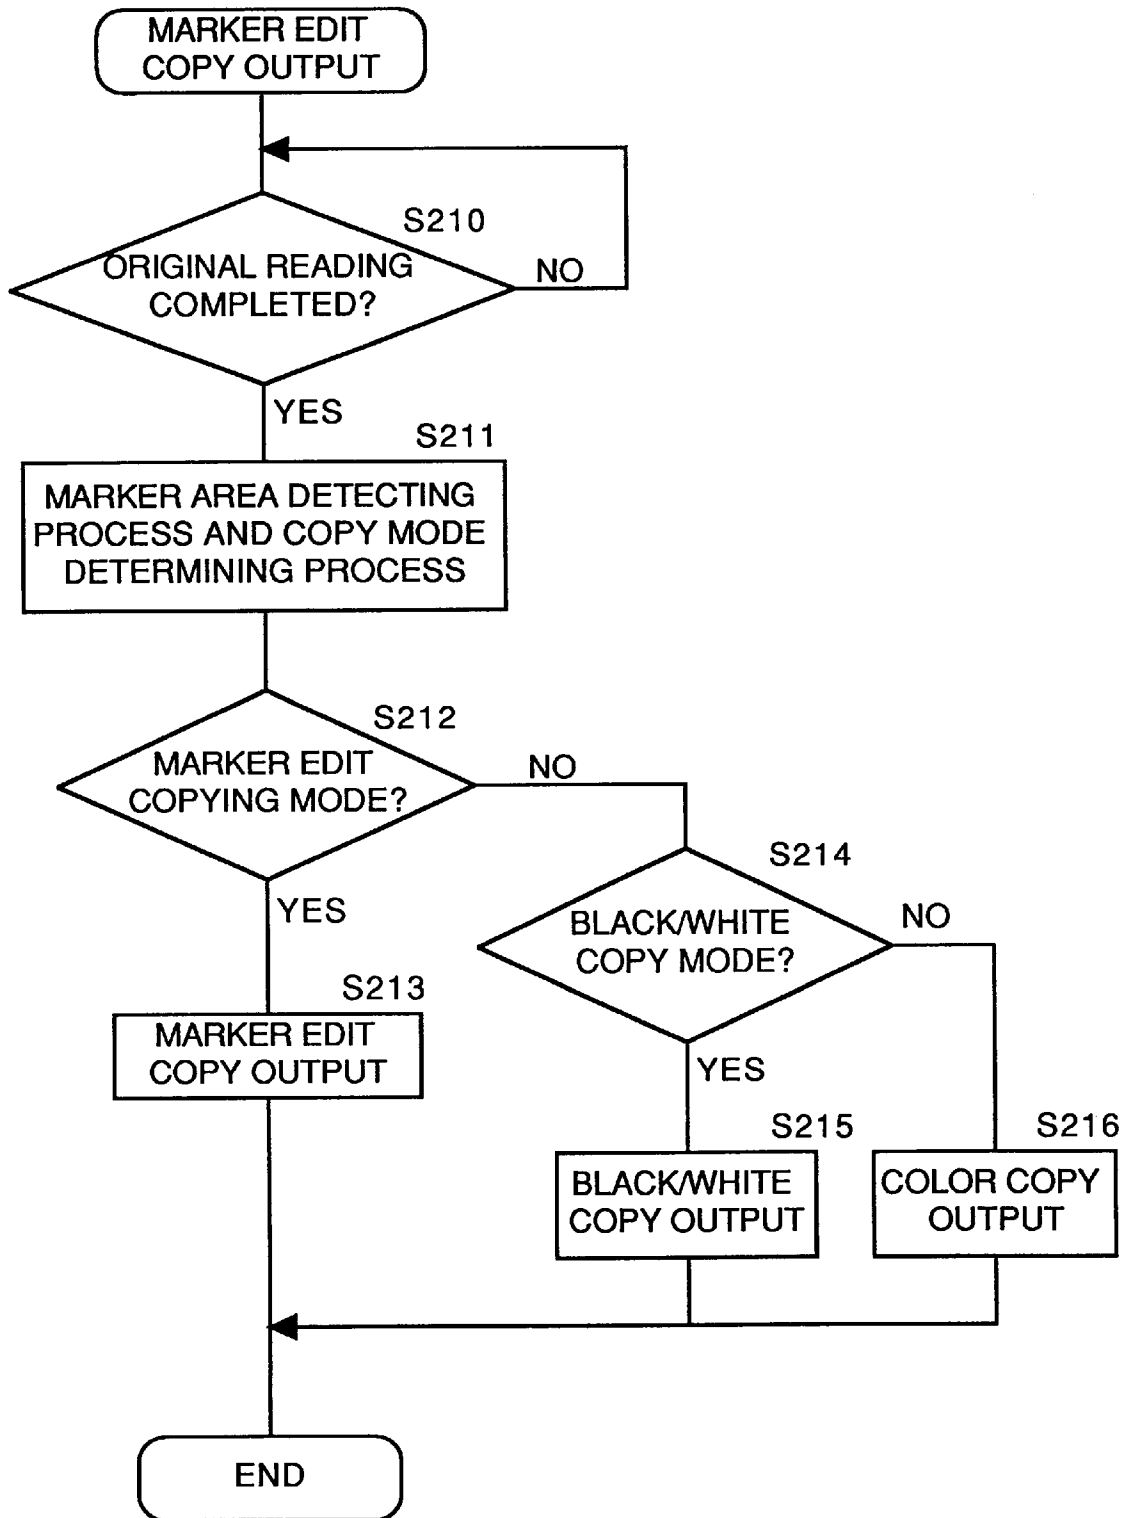 MARKER EDIT
COPY OUTPUT
S210
ORIGINAL READING
COMPLETED?
NO
YES
S211
MARKER AREA DETECTING
PROCESS AND COPY MODE
DETERMINING PROCESS
S212
MARKER EDIT
COPYING MODE?
NO
YES
S214
BLACK/WHITE
COPY MODE?
NO
YES
S213
MARKER EDIT
COPY OUTPUT
S215
BLACK/WHITE
COPY OUTPUT
S216
COLOR COPY
OUTPUT
END